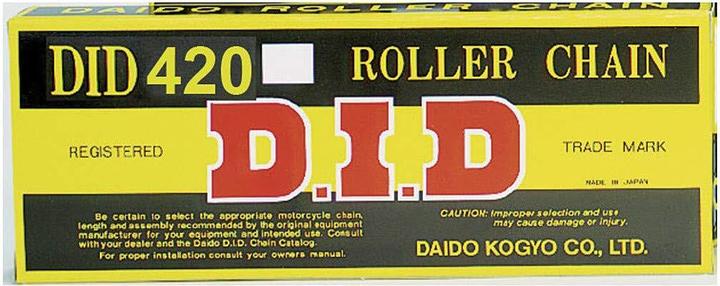 DAIDO ROLLER CHAIN
DID 420 ROLLER CHAIN
REGISTERED
D.I.D
TRADE MARK
MADE IN JAPAN
Be certain to select the appropriate motorcycle chain,
length and assembly recommended by the original equipment
manufacturer for your equipment and intended use. Consult
with your dealer and the Daido D.I.D. Chain Catalog.
For proper installation consult your owners manual.
CAUTION: Improper selection and use
may cause damage or injury.
DAIDO KOGYO CO., LTD.